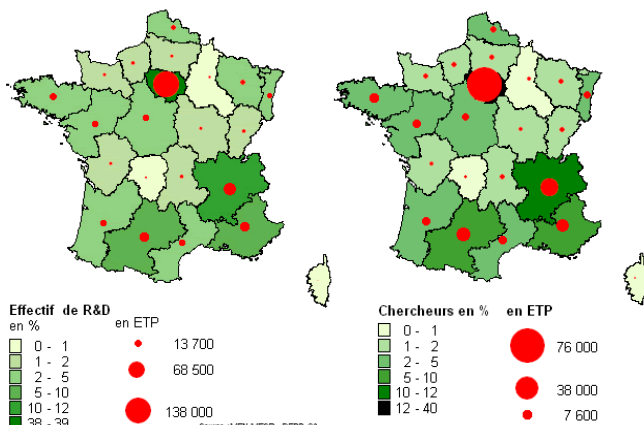 Effectif de R&D
en %
en ETP
0 - 1
1 - 2
2 - 5
5 - 10
10 - 12
38 - 39
13 700
68 500
138 000
Chercheurs en %
en ETP
0 - 1
1 - 2
2 - 5
5 - 10
10 - 12
12 - 40
76 000
38 000
7 600